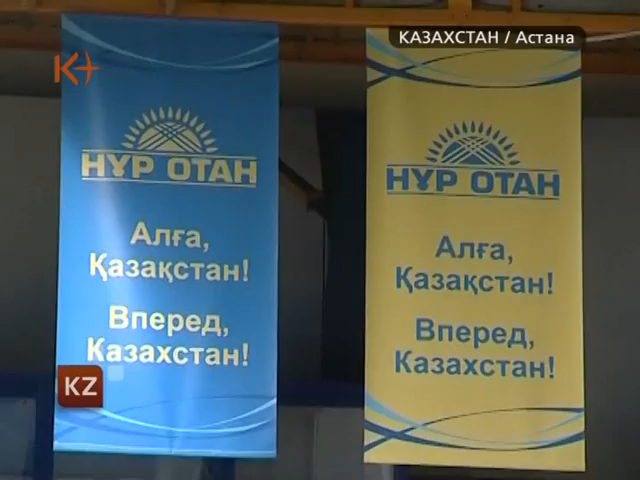 КАЗАХСТАН / Астана
K+
НҰР ОТАН
Алға,
Қазақстан!
Вперед,
Казахстан!
НҰР ОТАН
Алға,
Қазақстан!
Вперед,
Казахстан!
KZ